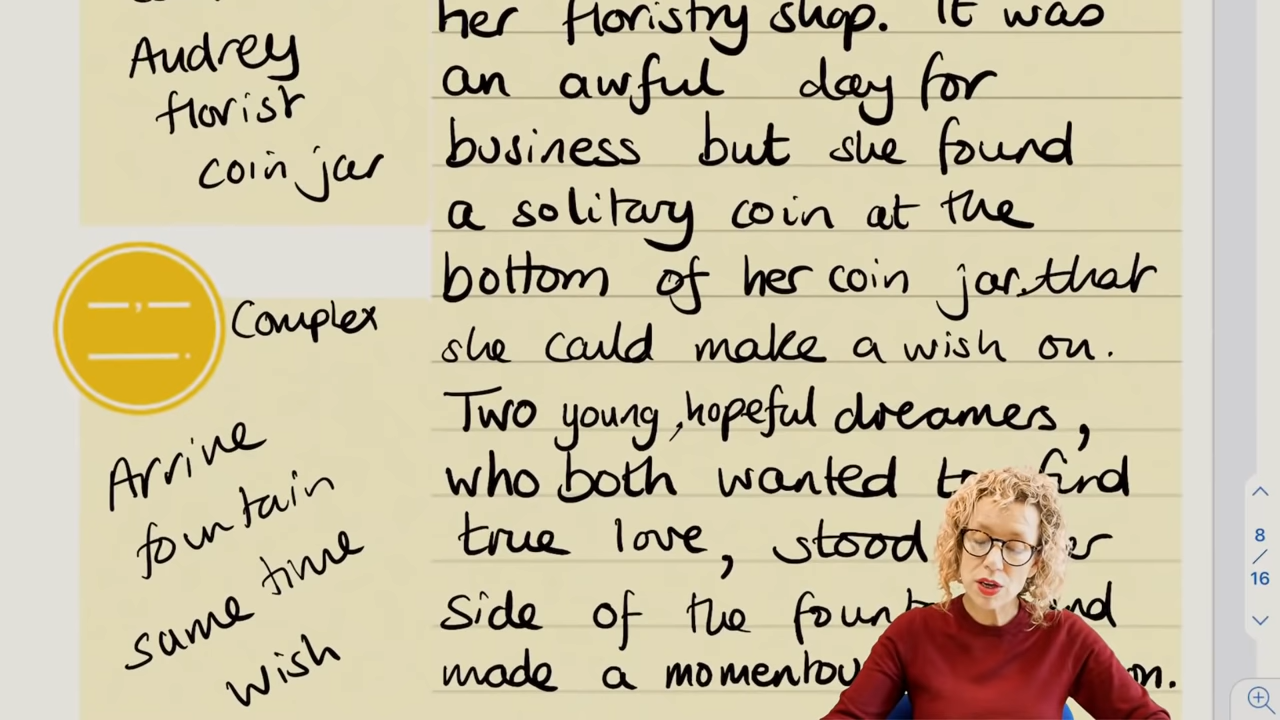 Audrey
florist
coin jar
Complex
Arrive
fountain
same time
wish
her floristry shop. It was
an awful day for
business but she found
a solitary coin at the
bottom of her coin jar that
she could make a wish on.
Two young, hopeful dreamers,
who both wanted to find
true love, stood
side of the
made a
8
/
16